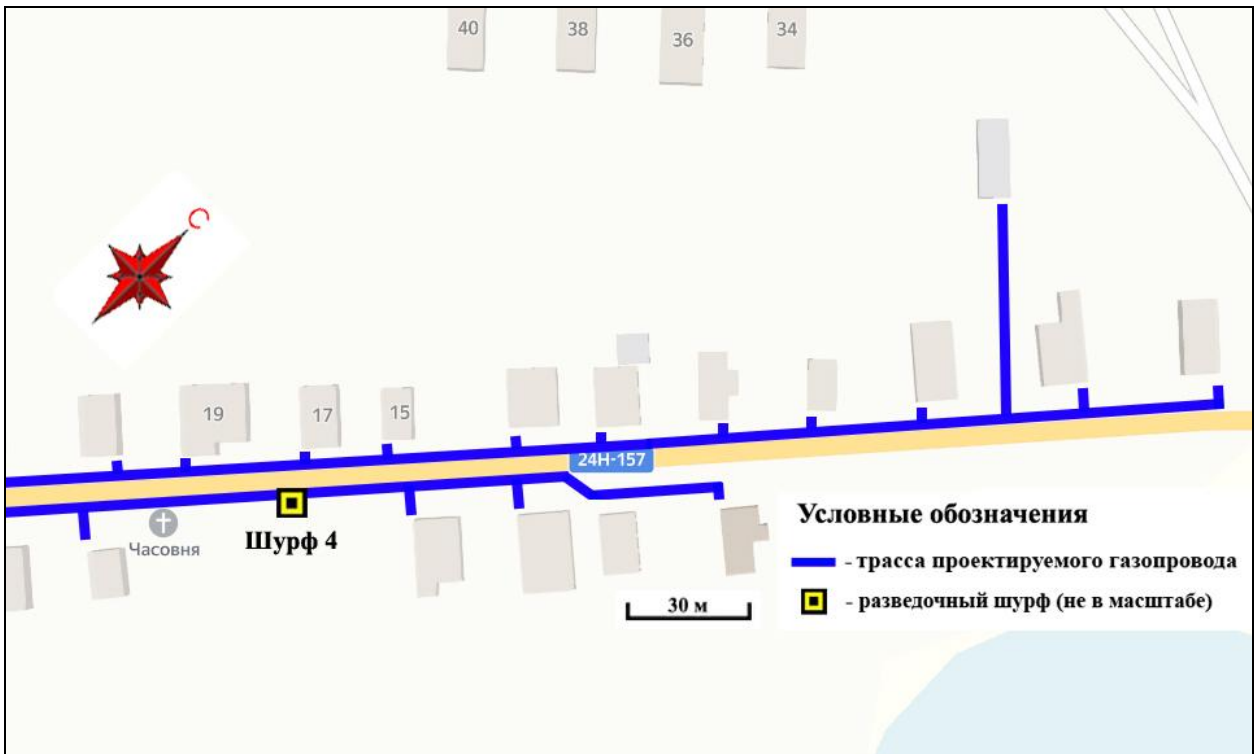 40
38
36
34
С
19
17
15
24Н-157
Часовня
Шурф 4
30 м
Условные обозначения
- трасса проектируемого газопровода
- разведочный шурф (не в масштабе)